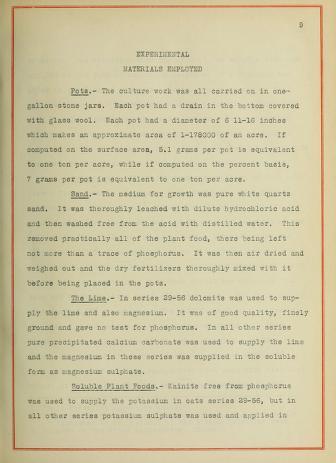 9
EXPERIMENTAL
MATERIALS EMPLOYED
Pots.- The culture work was all carried on in one-
gallon stone jars. Each pot had a drain in the bottom covered
with glass wool. Each pot had a diameter of 6 11-16 inches
which makes an approximate area of 1-178000 of an acre. If
computed on the surface area, 5.1 grams per pot is equivalent
to one ton per acre, while if computed on the percent basis,
7 grams per pot is equivalent to one ton per acre.
Sand.- The medium for growth was pure white quartz
sand. It was thoroughly leached with dilute hydrochloric acid
and then washed free from the acid with distilled water. This
removed practically all of the plant food, there being left
not more than a trace of phosphorus. It was then air dried and
weighed out and the dry fertilizers thoroughly mixed with it
before being placed in the pots.
The Lime.- In series 29-56 dolomite was used to sup-
ply the lime and also magnesium. It was of good quality, finely
ground and gave no test for phosphorus. In all other series
pure precipitated calcium carbonate was used to supply the lime
and the magnesium in these series was supplied in the soluble
form as magnesium sulphate.
Soluble Plant Foods.- Kainite free from phosphorus
was used to supply the potassium in oats series 29-56, but in
all other series potassium sulphate was used and applied in